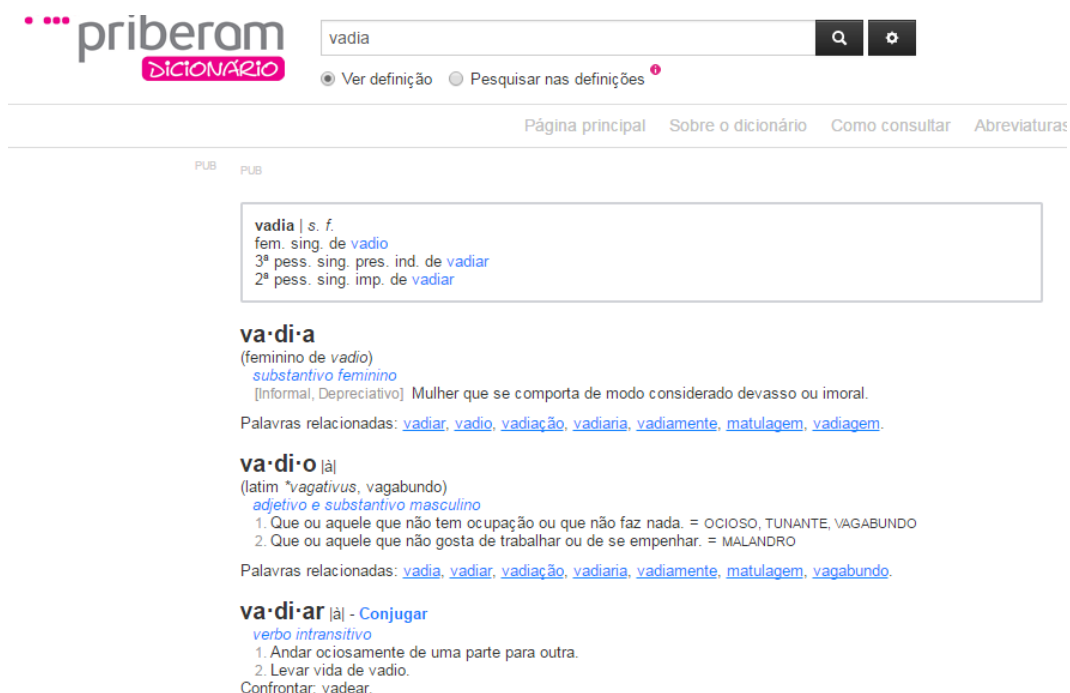 priberam
DICIONÁRIO
vadia
Ver definição Pesquisar nas definições
Página principal Sobre o dicionário Como consultar Abreviaturas
PUB PUB
vadia | s. f.
fem. sing. de vadio
3ª pess. sing. pres. ind. de vadiar
2ª pess. sing. imp. de vadiar
va·di·a
(feminino de vadio)
substantivo feminino
[Informal, Depreciativo] Mulher que se comporta de modo considerado devasso ou imoral.
Palavras relacionadas: vadiar, vadio, vadiação, vadiaria, vadiamente, matulagem, vadiagem.
va·di·o |à|
(latim *vagativus, vagabundo)
adjetivo e substantivo masculino
1. Que ou aquele que não tem ocupação ou que não faz nada. = OCIOSO, TUNANTE, VAGABUNDO
2. Que ou aquele que não gosta de trabalhar ou de se empenhar. = MALANDRO
Palavras relacionadas: vadia, vadiar, vadiação, vadiaria, vadiamente, matulagem, vagabundo.
va·di·ar |à| - Conjugar
verbo intransitivo
1. Andar ociosamente de uma parte para outra.
2. Levar vida de vadio.
Confrontar: vadear.